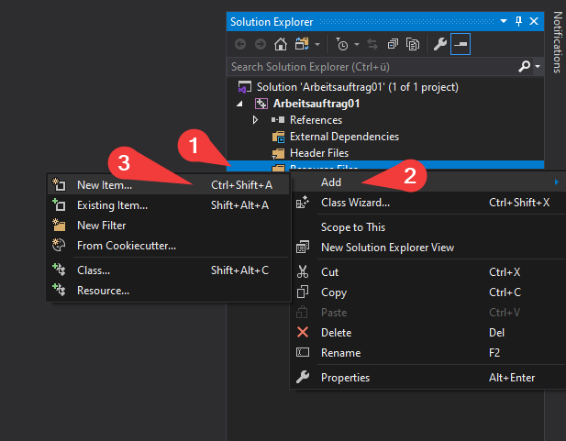 Solution Explorer
Notifications
Search Solution Explorer (Ctrl+ü)
Solution 'Arbeitsauftrag01' (1 of 1 project)
Arbeitsauftrag01
References
External Dependencies
Header Files
Resource Files
1
2
3
New Item... Ctrl+Shift+A
Existing Item... Shift+Alt+A
New Filter
From Cookiecutter...
Class... Shift+Alt+C
Resource...
Add
Class Wizard... Ctrl+Shift+X
Scope to This
New Solution Explorer View
Cut Ctrl+X
Copy Ctrl+C
Paste Ctrl+V
Delete Del
Rename F2
Properties Alt+Enter